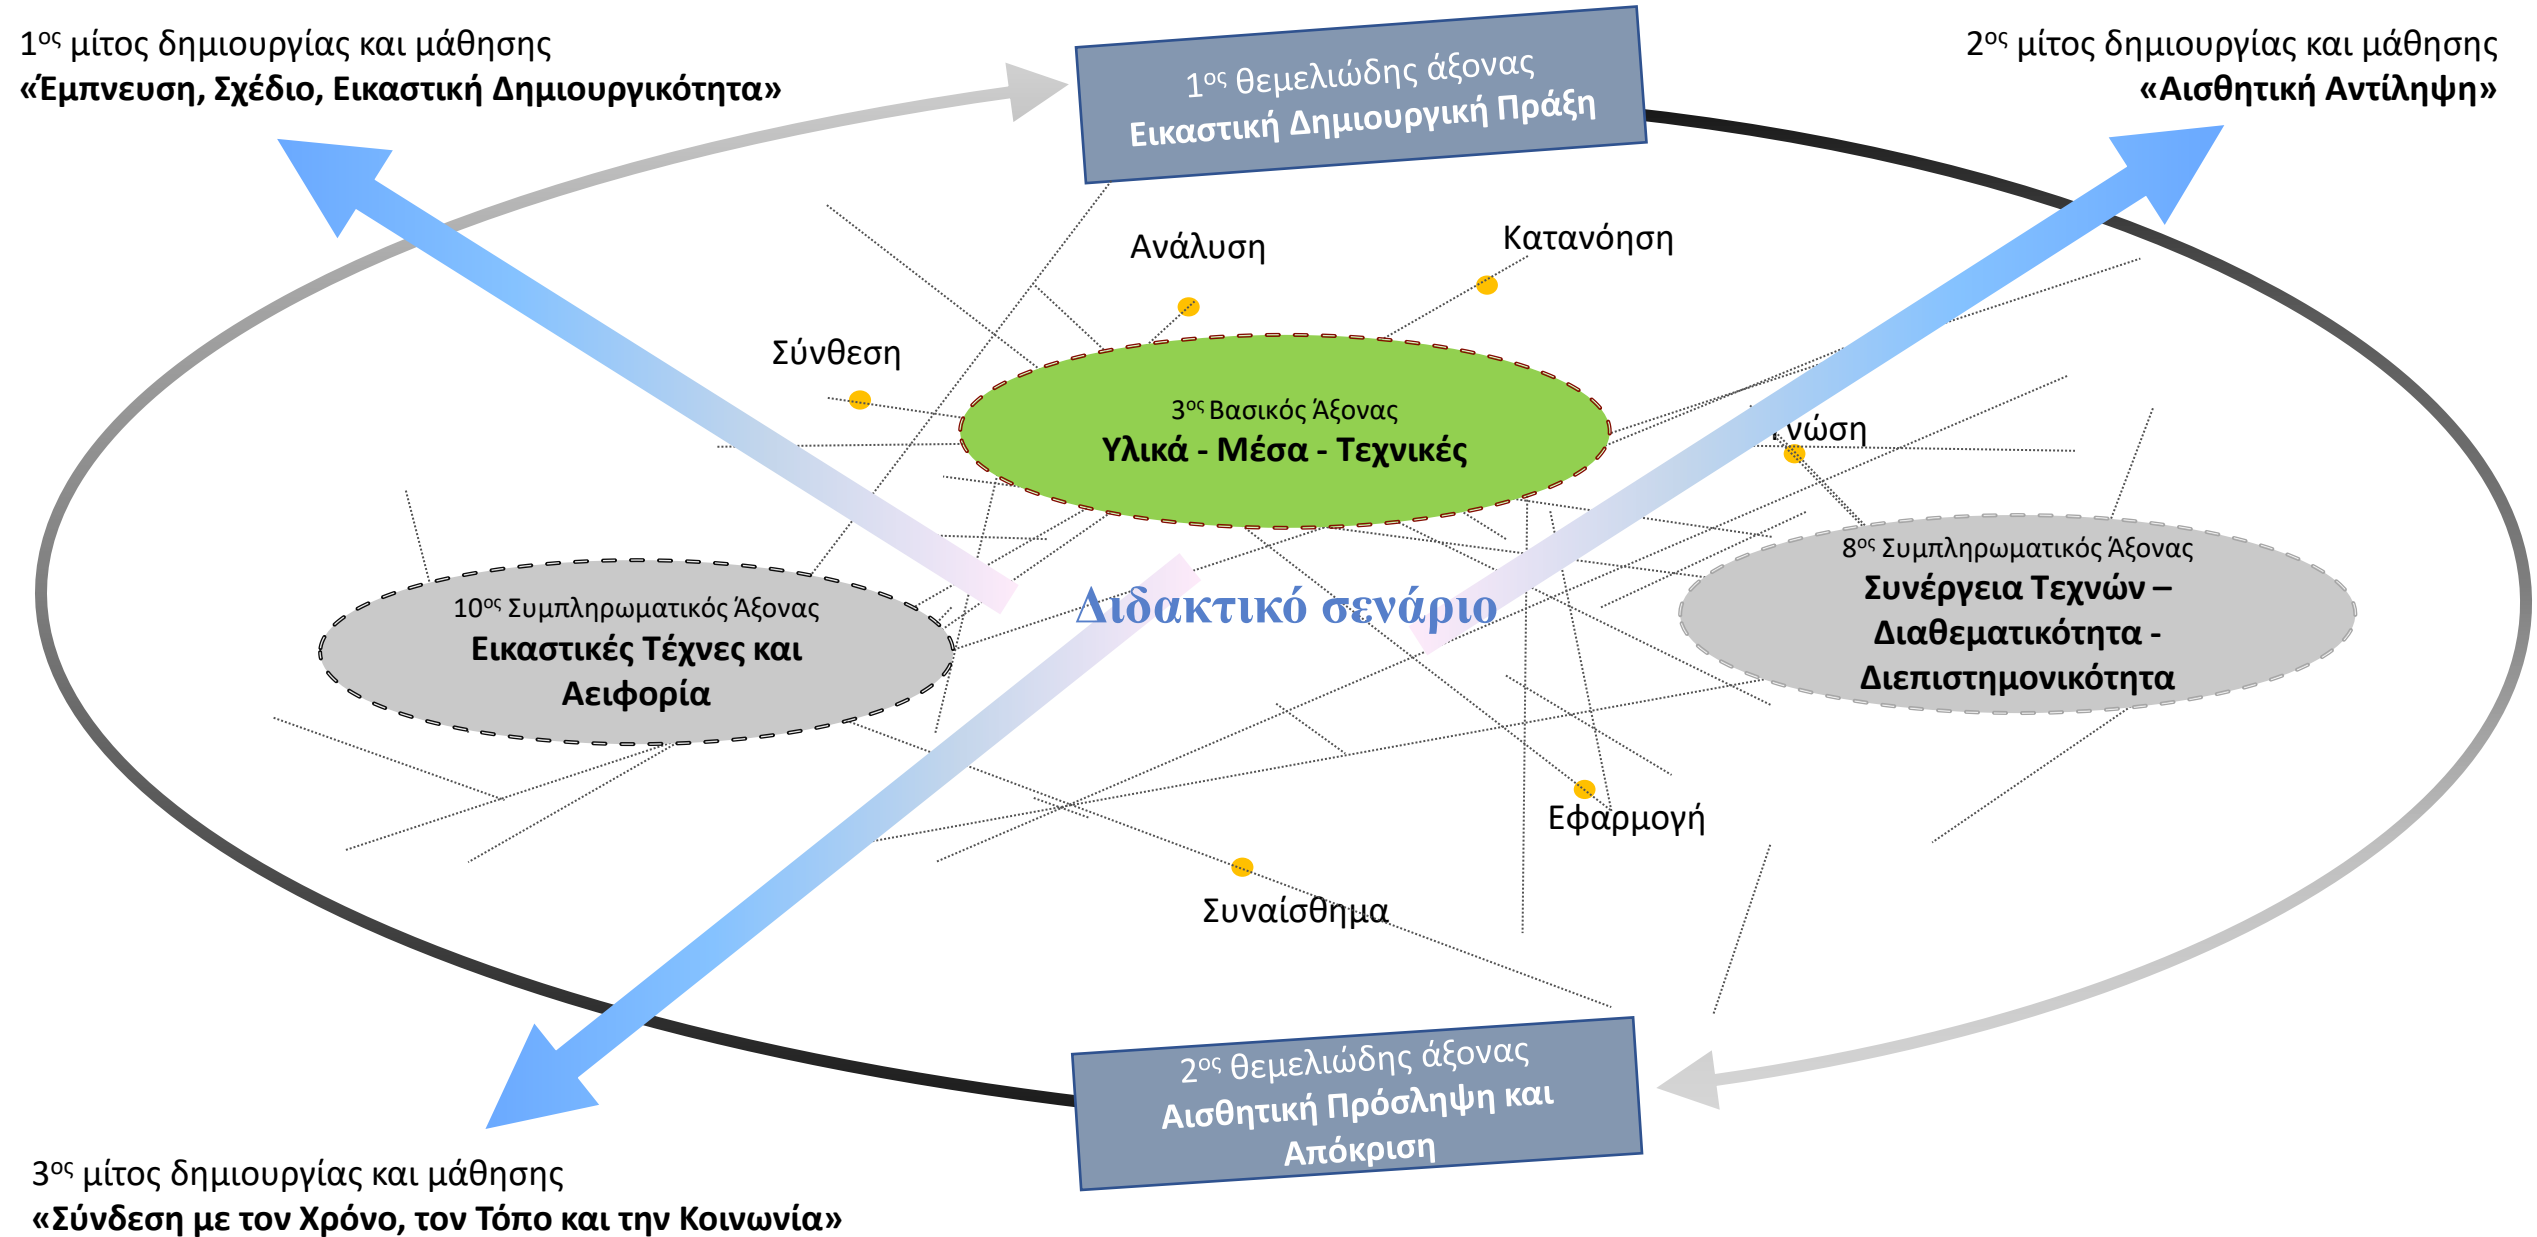 1ος μίτος δημιουργίας και μάθησης
«Έμπνευση, Σχέδιο, Εικαστική Δημιουργικότητα»
1ος θεμελιώδης άξονας
Εικαστική Δημιουργική Πράξη
2ος μίτος δημιουργίας και μάθησης
«Αισθητική Αντίληψη»
Ανάλυση
Κατανόηση
Σύνθεση
3ος Βασικός Άξονας
Υλικά - Μέσα - Τεχνικές
νώση
10ος Συμπληρωματικός Άξονας
Εικαστικές Τέχνες και
Αειφορία
Διδακτικό σενάριο
8ος Συμπληρωματικός Άξονας
Συνέργεια Τεχνών –
Διαθεματικότητα -
Διεπιστημονικότητα
Εφαρμογή
Συναίσθημα
2ος θεμελιώδης άξονας
Αισθητική Πρόσληψη και
Απόκριση
3ος μίτος δημιουργίας και μάθησης
«Σύνδεση με τον Χρόνο, τον Τόπο και την Κοινωνία»